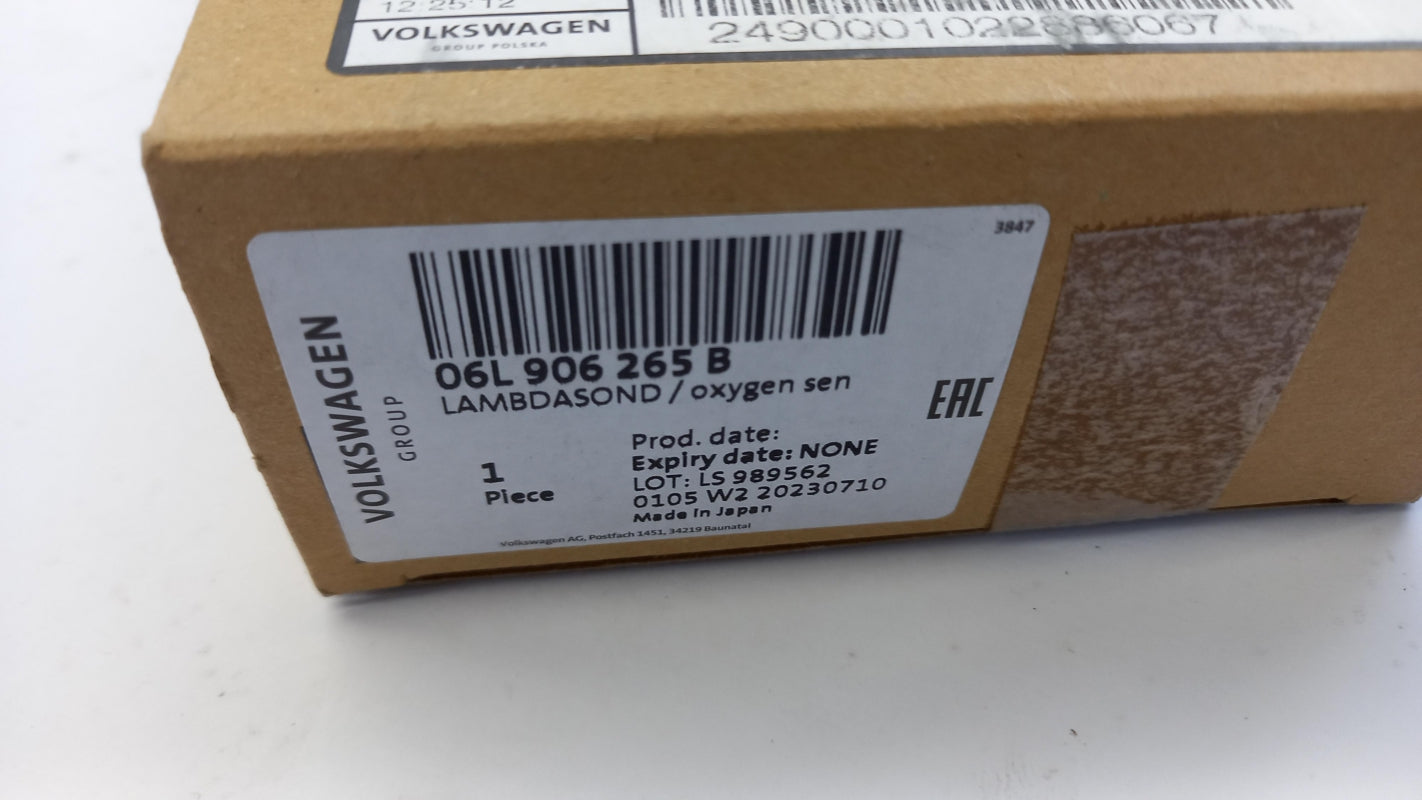 12:25:12
VOLKSWAGEN
GROUP POLSKA
3847
VOLKSWAGEN
GROUP
06L 906 265 B
LAMBDASOND / oxygen sen
EAC
1
Piece
Prod. date:
Expiry date: NONE
LOT: LS 989562
0105 W2 20230710
Made in Japan
Volkswagen AG, Postfach 1451, 34219 Baunatal